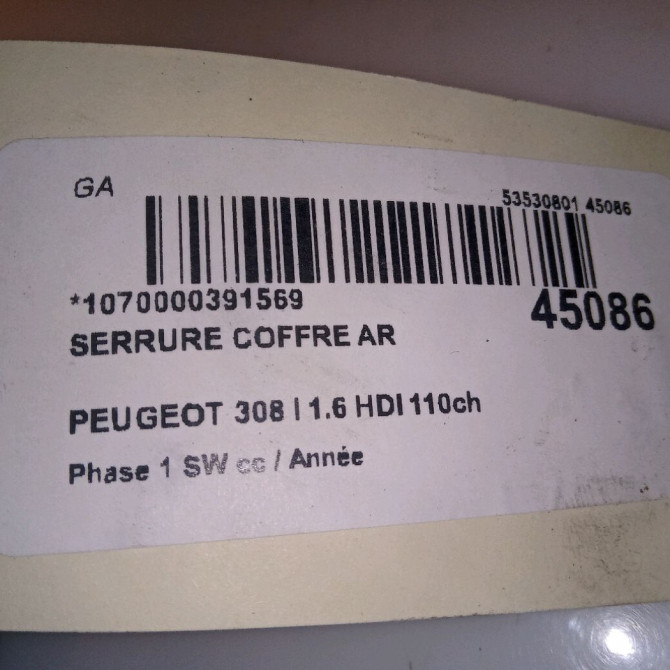 GA
53530801 45086
*1070000391569
45086
SERRURE COFFRE AR
PEUGEOT 308 I 1.6 HDI 110ch
Phase 1 SW cc / Année